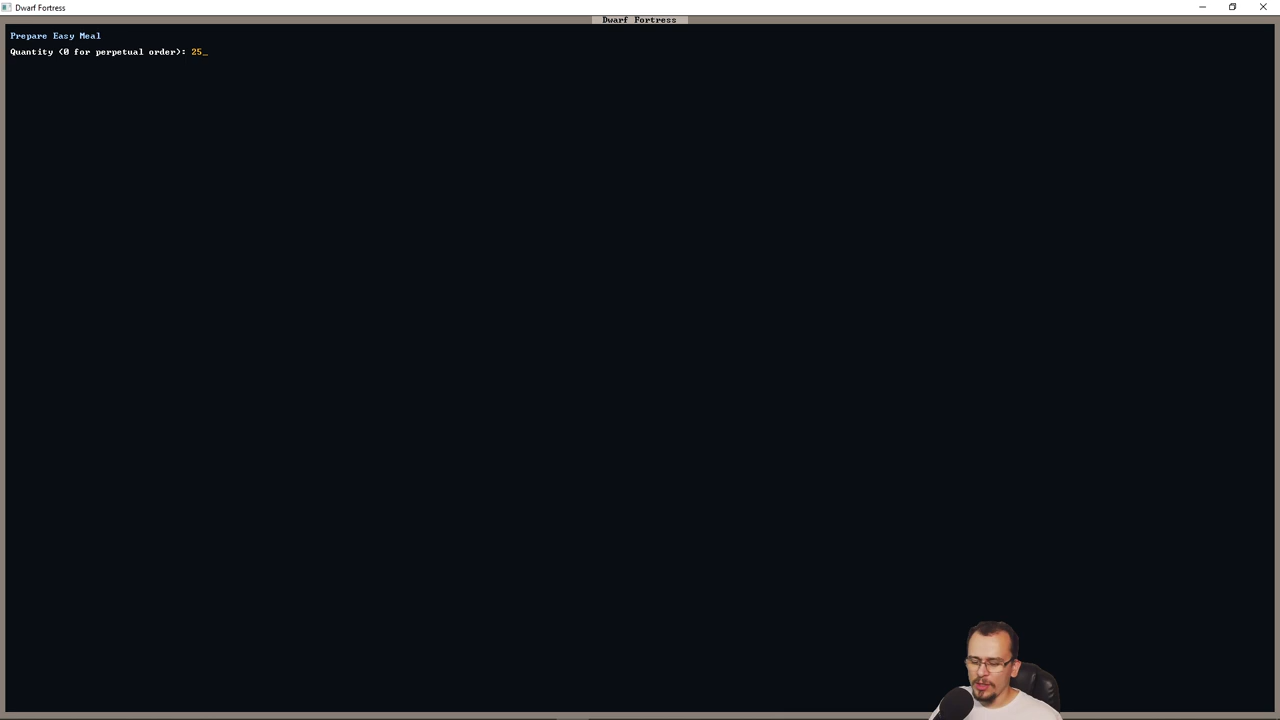 Dwarf Fortress
Dwarf Fortress
Prepare Easy Meal
Quantity (0 for perpetual order): 25_